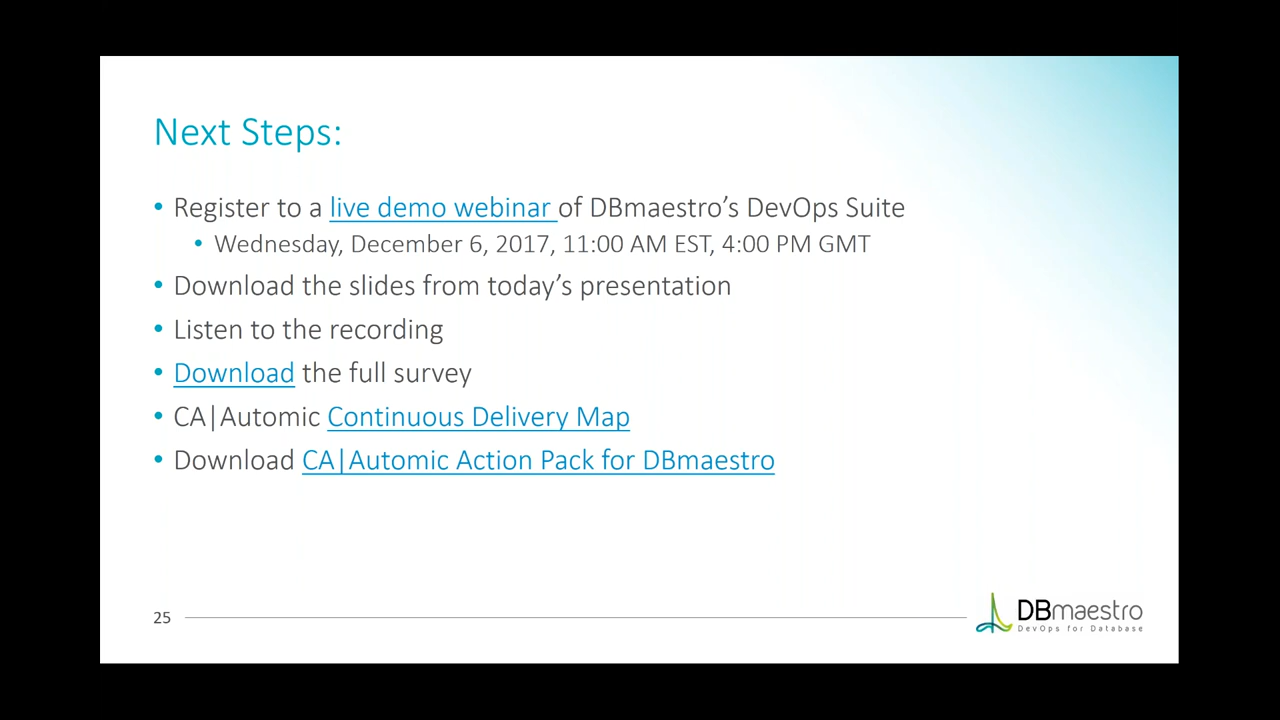 Next Steps:
• Register to a live demo webinar of DBmaestro’s DevOps Suite
• Wednesday, December 6, 2017, 11:00 AM EST, 4:00 PM GMT
• Download the slides from today’s presentation
• Listen to the recording
• Download the full survey
• CA|Automic Continuous Delivery Map
• Download CA|Automic Action Pack for DBmaestro
25
DBmaestro
DevOps for Database